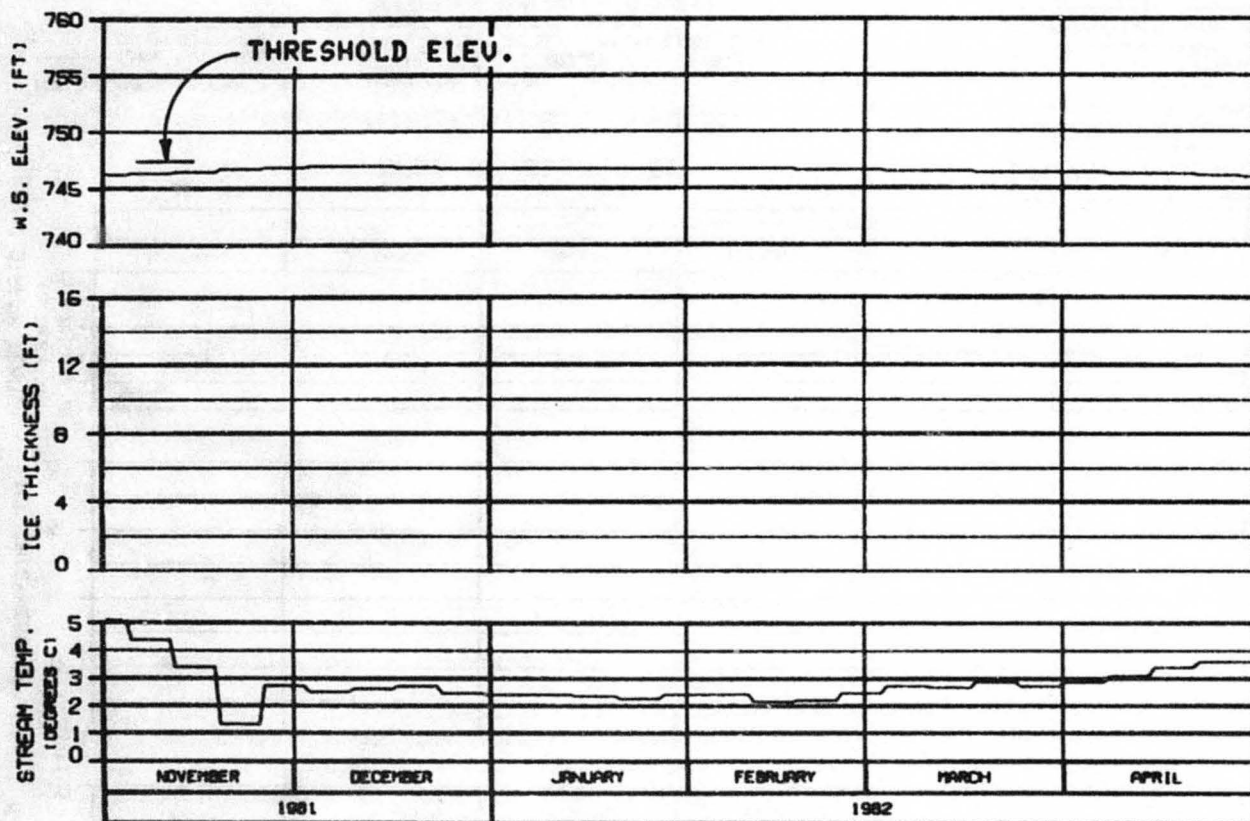 760
THRESHOLD ELEV.
755
750
745
740
W.S. ELEV. (FT)
16
12
8
4
0
ICE THICKNESS (FT)
5
4
3
2
1
0
STREAM TEMP.
(DEGREES C)
NOVEMBER DECEMBER JANUARY FEBRUARY MARCH APRIL
1981 1982